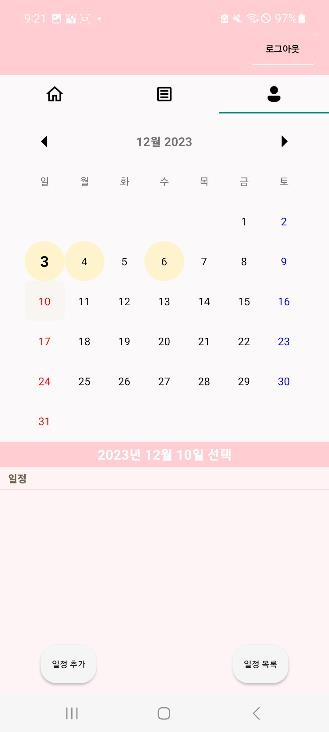 9:21 97%
로그아웃
12월 2023
일 월 화 수 목 금 토
1 2
3 4 5 6 7 8 9
10 11 12 13 14 15 16
17 18 19 20 21 22 23
24 25 26 27 28 29 30
31
2023년 12월 10일 선택
일정
일정 추가 일정 목록